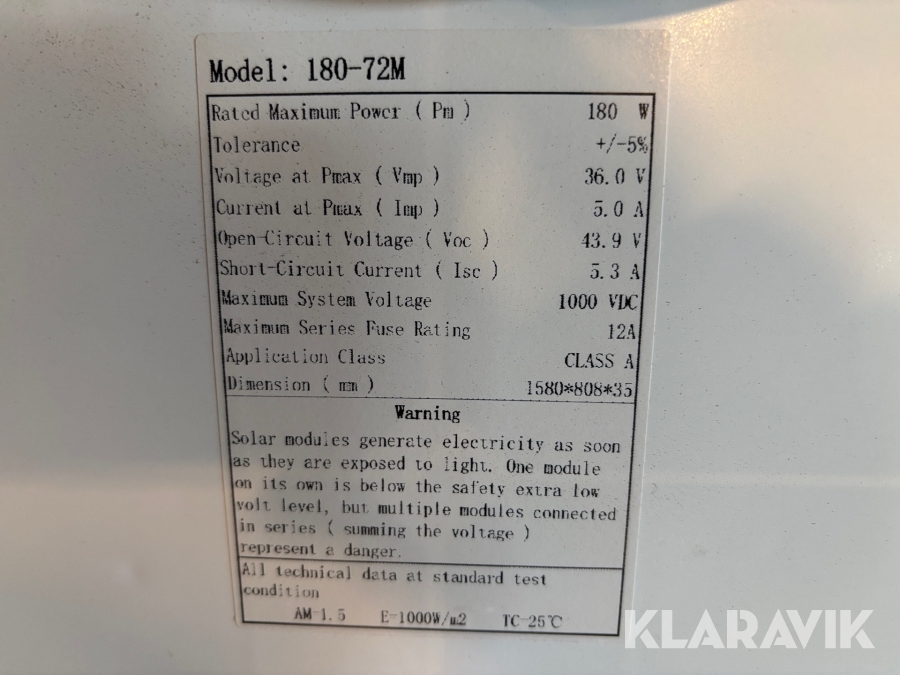 Model: 180-72M
Rated Maximum Power ( Pm ) 180 W
Tolerance +/-5%
Voltage at Pmax ( Vmp ) 36.0 V
Current at Pmax ( Imp ) 5.0 A
Open-Circuit Voltage ( Voc ) 43.9 V
Short-Circuit Current ( Isc ) 5.3 A
Maximum System Voltage 1000 VDC
Maximum Series Fuse Rating 12A
Application Class CLASS A
Dimension ( mm ) 1580*808*35
Warning
Solar modules generate electricity as soon
as they are exposed to light. One module
on its own is below the safety extra low
volt level, but multiple modules connected
in series ( summing the voltage )
represent a danger.
All technical data at standard test
condition
AM-1.5 E-1000W/m2 TC-25℃
KLARAVIK